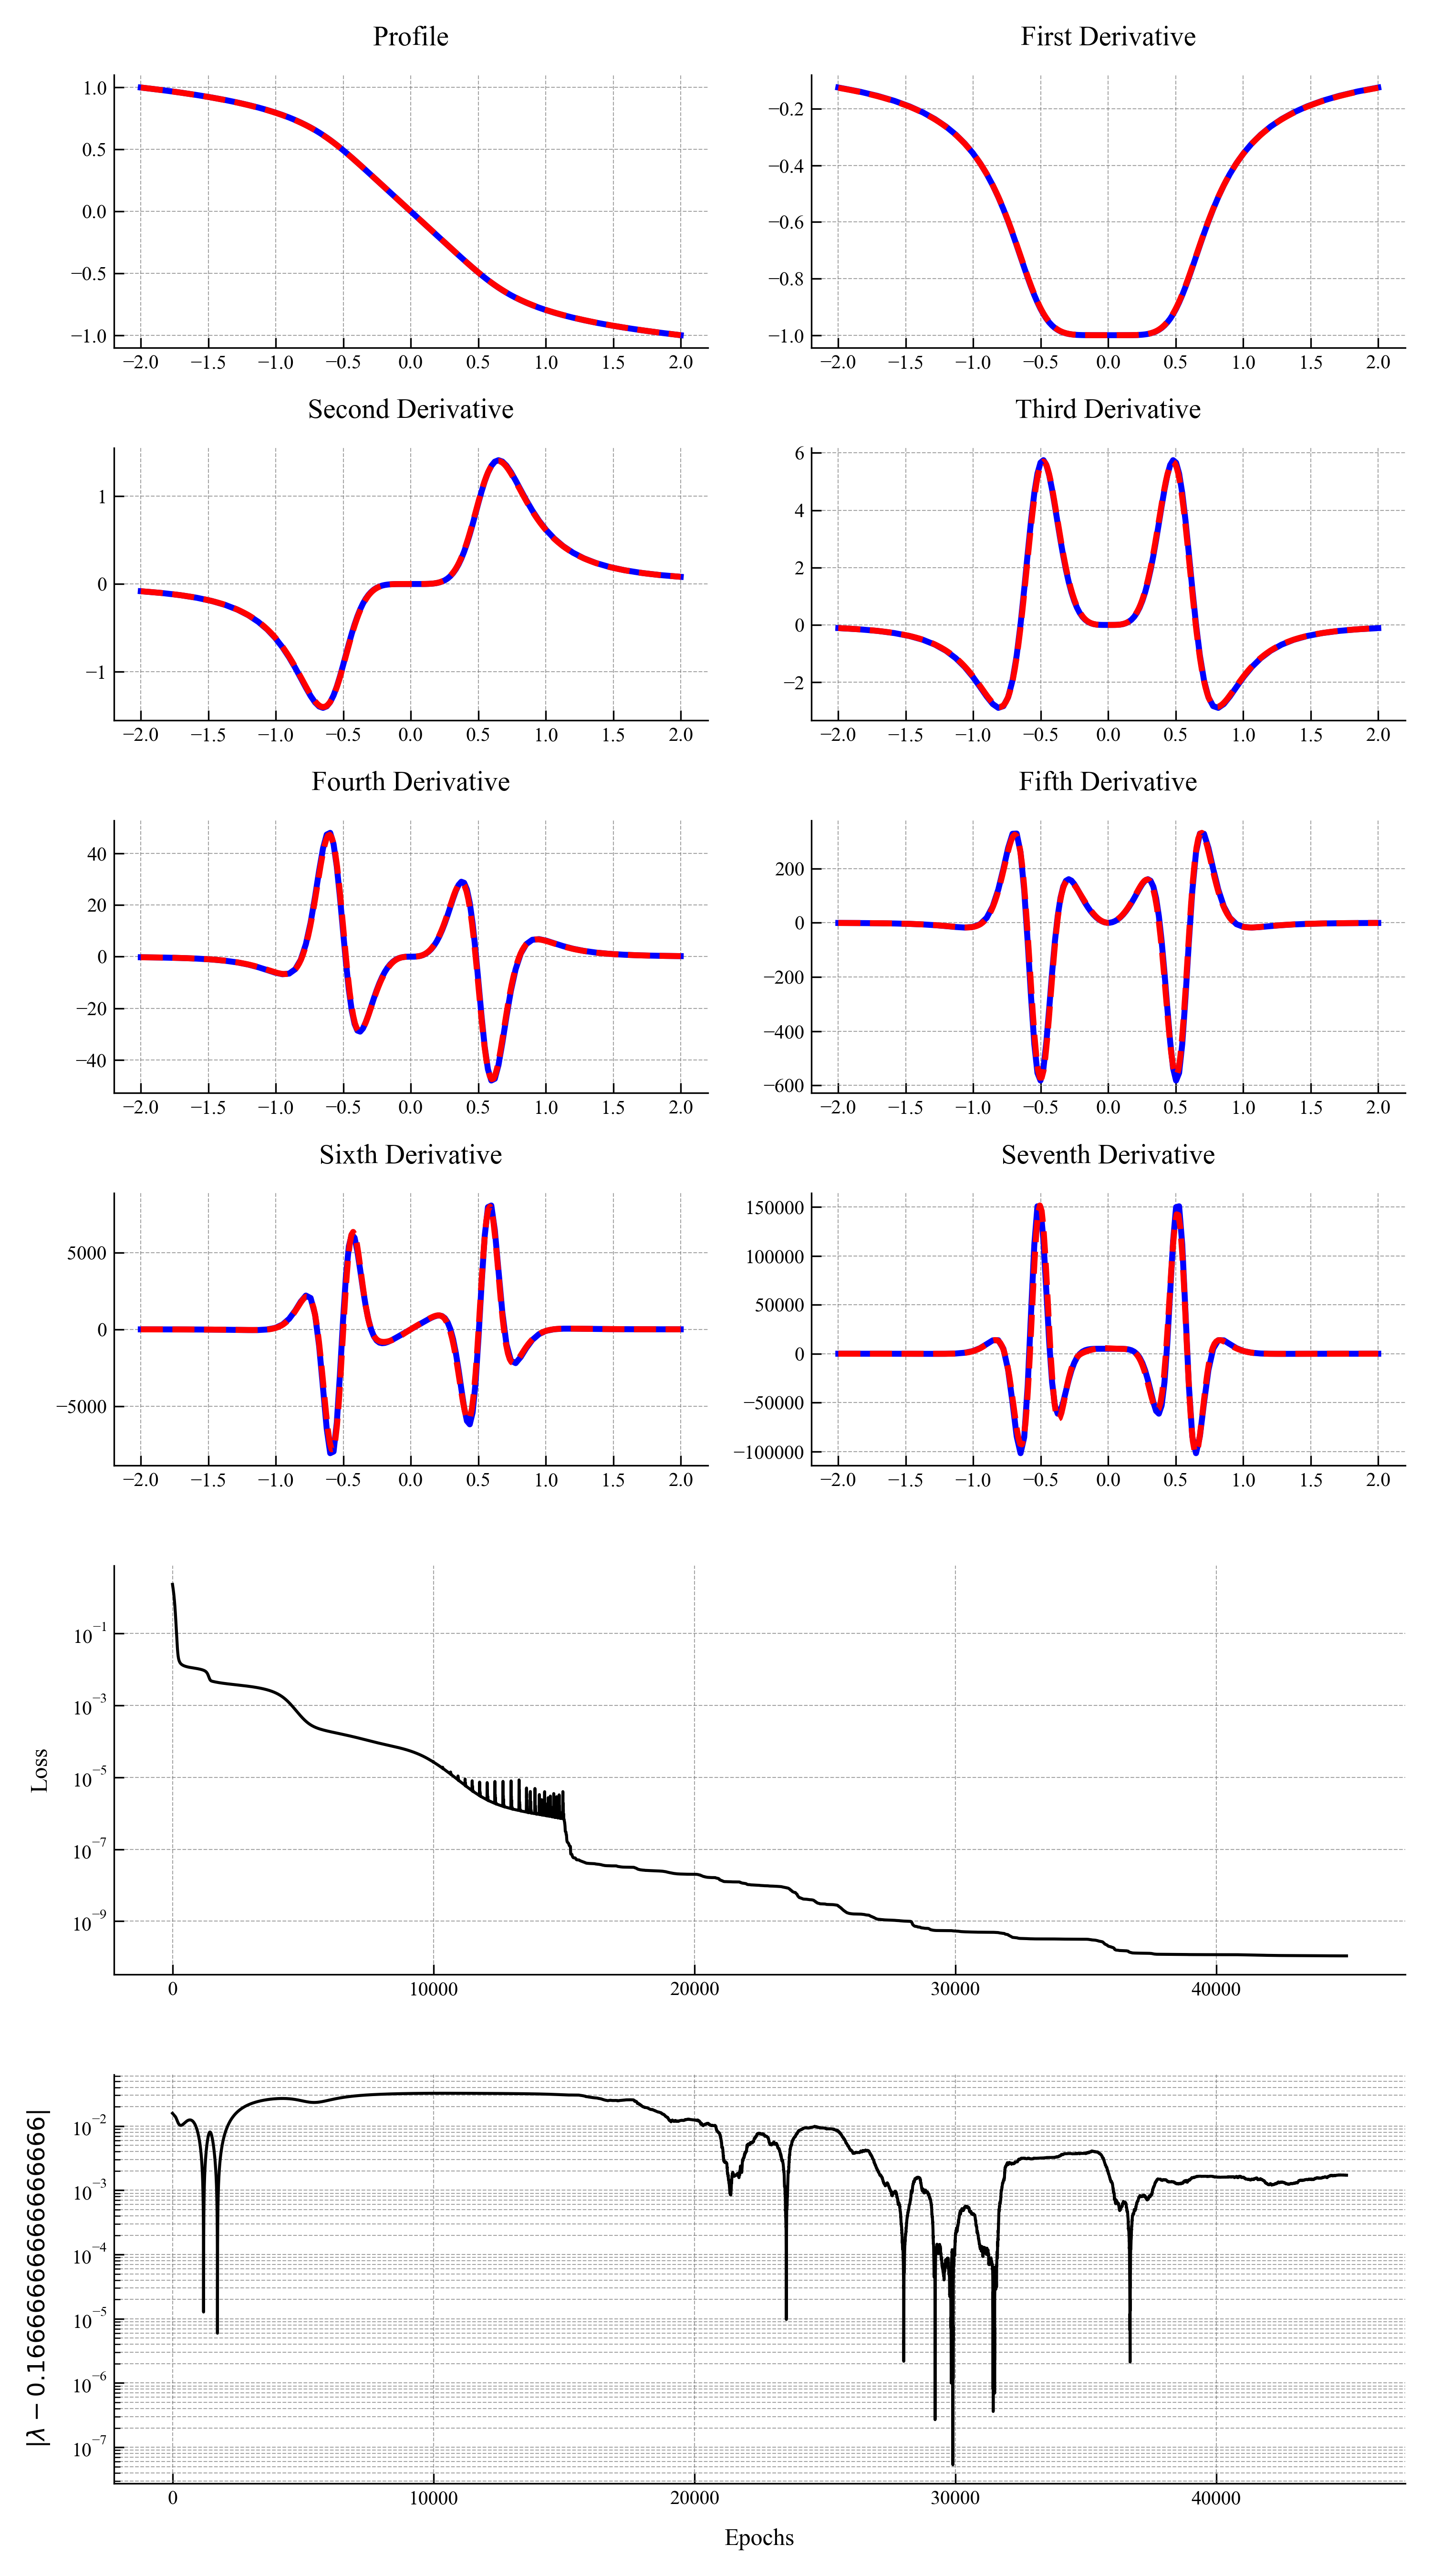 Profile
First Derivative
1.0
0.5
0.0
−0.5
−1.0
−2.0 −1.5 −1.0 −0.5 0.0 0.5 1.0 1.5 2.0
−0.2
−0.4
−0.6
−0.8
−1.0
−2.0 −1.5 −1.0 −0.5 0.0 0.5 1.0 1.5 2.0
Second Derivative
Third Derivative
1
0
−1
−2.0 −1.5 −1.0 −0.5 0.0 0.5 1.0 1.5 2.0
6
4
2
0
−2
−2.0 −1.5 −1.0 −0.5 0.0 0.5 1.0 1.5 2.0
Fourth Derivative
Fifth Derivative
40
20
0
−20
−40
−2.0 −1.5 −1.0 −0.5 0.0 0.5 1.0 1.5 2.0
200
0
−200
−400
−600
−2.0 −1.5 −1.0 −0.5 0.0 0.5 1.0 1.5 2.0
Sixth Derivative
Seventh Derivative
5000
0
−5000
−2.0 −1.5 −1.0 −0.5 0.0 0.5 1.0 1.5 2.0
150000
100000
50000
0
−50000
−100000
−2.0 −1.5 −1.0 −0.5 0.0 0.5 1.0 1.5 2.0
Loss
10⁻¹
10⁻³
10⁻⁵
10⁻⁷
10⁻⁹
0 10000 20000 30000 40000
|λ − 0.1666666666666666|
10⁻²
10⁻³
10⁻⁴
10⁻⁵
10⁻⁶
10⁻⁷
0 10000 20000 30000 40000
Epochs